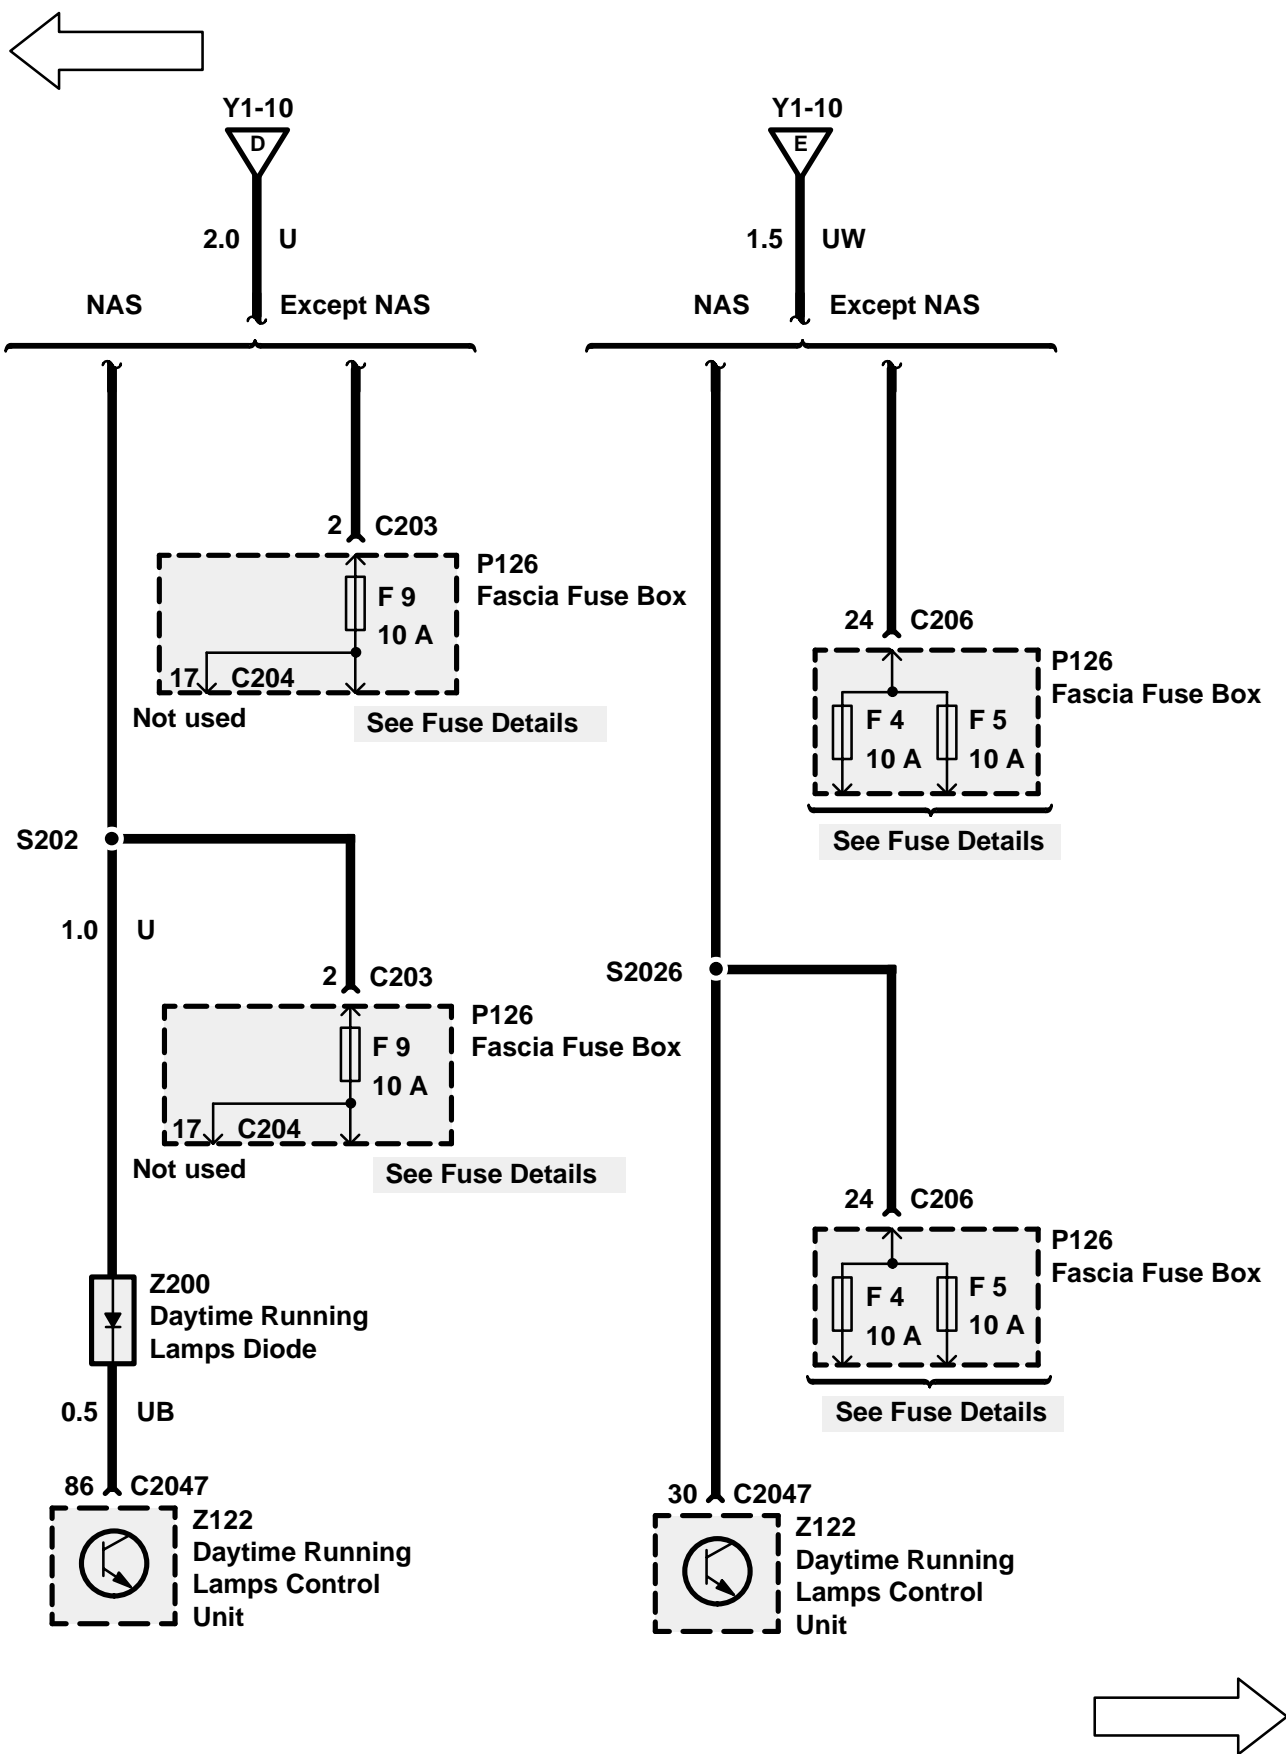 Y1-10
D
2.0 U
NAS
Except NAS
2 C203
P126
Fascia Fuse Box
F 9
10 A
17 C204
Not used
See Fuse Details
S202
1.0 U
2 C203
P126
Fascia Fuse Box
F 9
10 A
17 C204
Not used
See Fuse Details
Z200
Daytime Running
Lamps Diode
0.5 UB
86 C2047
Z122
Daytime Running
Lamps Control
Unit
Y1-10
E
1.5 UW
NAS
Except NAS
24 C206
P126
Fascia Fuse Box
F 4
10 A
F 5
10 A
See Fuse Details
S2026
24 C206
P126
Fascia Fuse Box
F 4
10 A
F 5
10 A
See Fuse Details
30 C2047
Z122
Daytime Running
Lamps Control
Unit